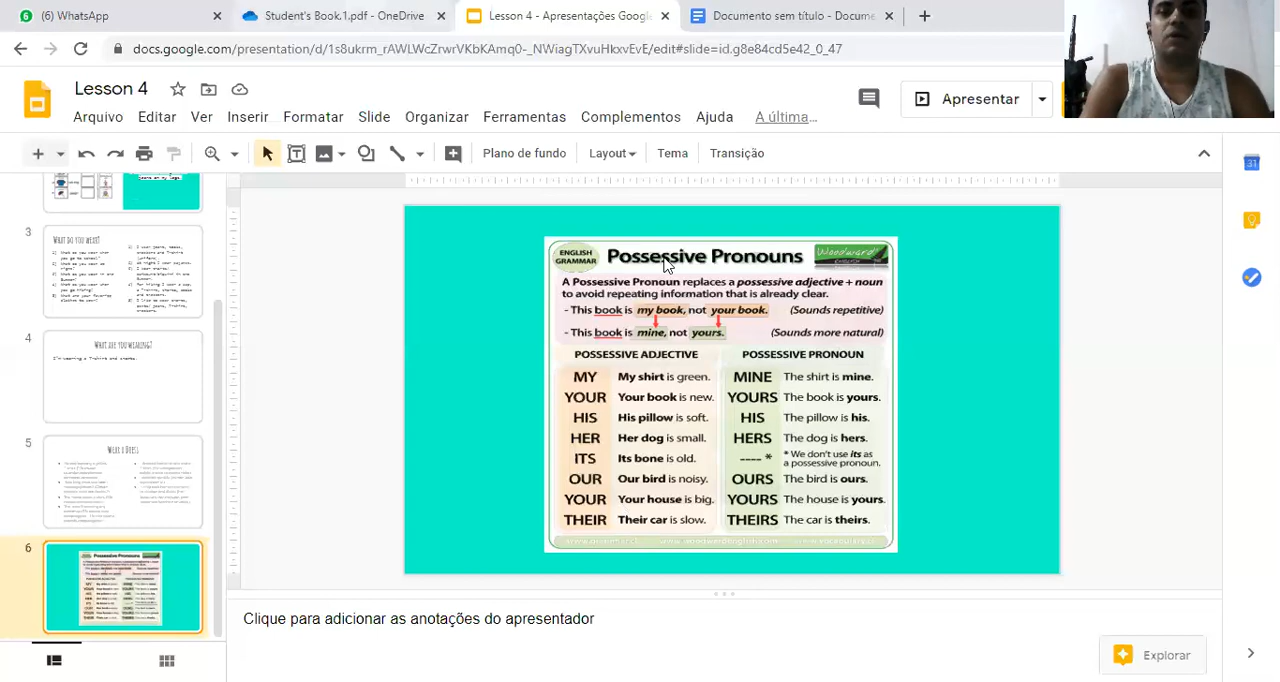 (6) WhatsApp
Student's Book.1.pdf - OneDrive
Lesson 4 - Apresentações Googl
Documento sem título - Docume
docs.google.com/presentation/d/1s8ukrm_rAWLWcZrwrVKbKAmq0-_NWiagTXvuHkxvEvE/edit#slide=id.g8e84cd5e42_0_47
Lesson 4
Apresentar
Arquivo Editar Ver Inserir Formatar Slide Organizar Ferramentas Complementos Ajuda A última...
Plano de fundo Layout Tema Transição
31
3
WHAT DO YOU WEAR?
4
WHAT ARE YOU WEARING?
I'm wearing a T-shirt and shorts.
5
6
ENGLISH
GRAMMAR
Possessive Pronouns
Woodward
A Possessive Pronoun replaces a possessive adjective + noun
to avoid repeating information that is already clear.
- This book is my book, not your book. (Sounds repetitive)
- This book is mine, not yours. (Sounds more natural)
POSSESSIVE ADJECTIVE POSSESSIVE PRONOUN
MY My shirt is green. MINE The shirt is mine.
YOUR Your book is new. YOURS The book is yours.
HIS His pillow is soft. HIS The pillow is his.
HER Her dog is small. HERS The dog is hers.
ITS Its bone is old. ---- * * We don't use its as
a possessive pronoun.
OUR Our bird is noisy. OURS The bird is ours.
YOUR Your house is big. YOURS The house is yours.
THEIR Their car is slow. THEIRS The car is theirs.
www.woodwardenglish.com
Clique para adicionar as anotações do apresentador
Explorar